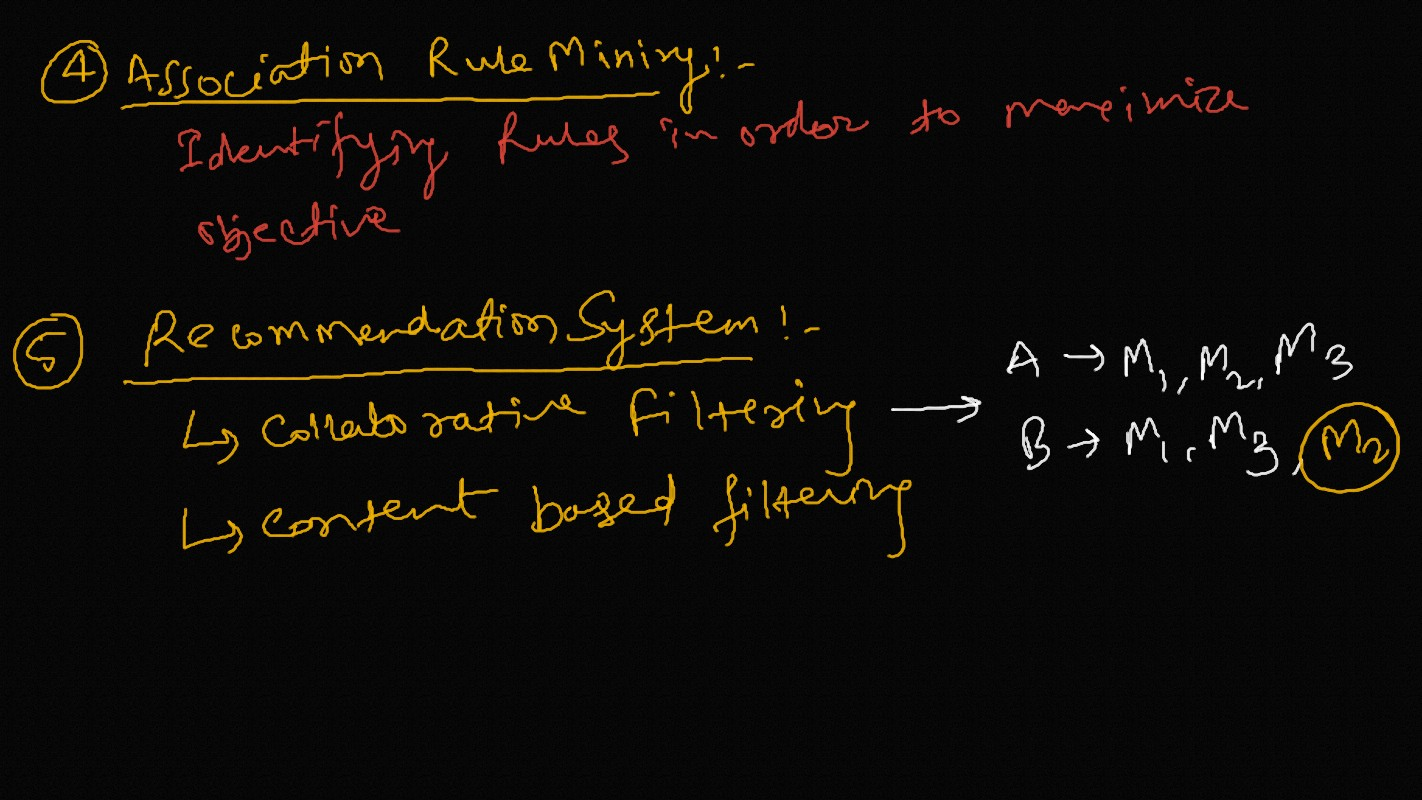 ④ Association Rule Mining:-
Identifying Rules in order to maximize
objective
⑤ Recommendation System:-
↳ Collaborative filtering →
A → M₁, M₂, M₃
B → M₁, M₃, M₂
↳ Content based filtering